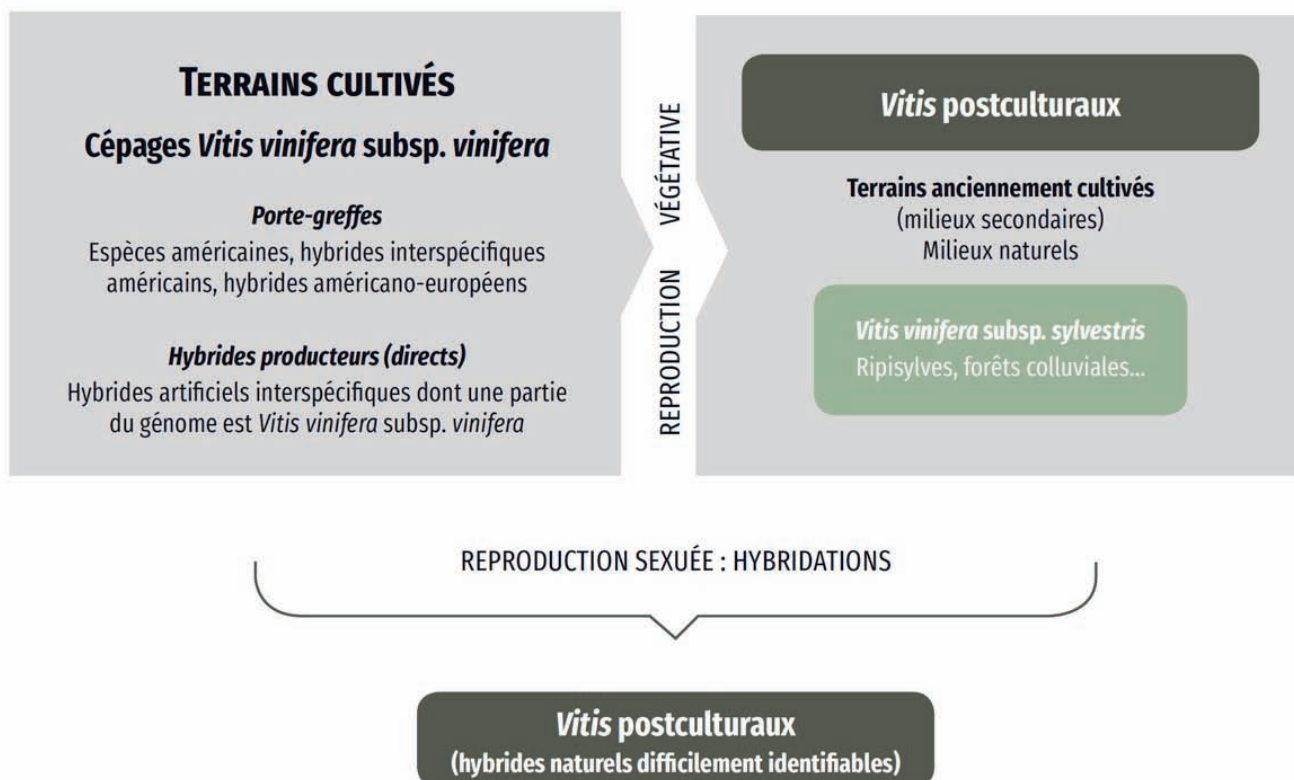 TERRAINS CULTIVÉS
Cépages Vitis vinifera subsp. vinifera
Porte-greffes
Espèces américaines, hybrides interspécifiques
américains, hybrides américano-européens
Hybrides producteurs (directs)
Hybrides artificiels interspécifiques dont une partie
du génome est Vitis vinifera subsp. vinifera
REPRODUCTION VÉGÉTATIVE
Vitis postculturaux
Terrains anciennement cultivés
(milieux secondaires)
Milieux naturels
Vitis vinifera subsp. sylvestris
Ripisylves, forêts colluviales...
REPRODUCTION SEXUÉE : HYBRIDATIONS
Vitis postculturaux
(hybrides naturels difficilement identifiables)